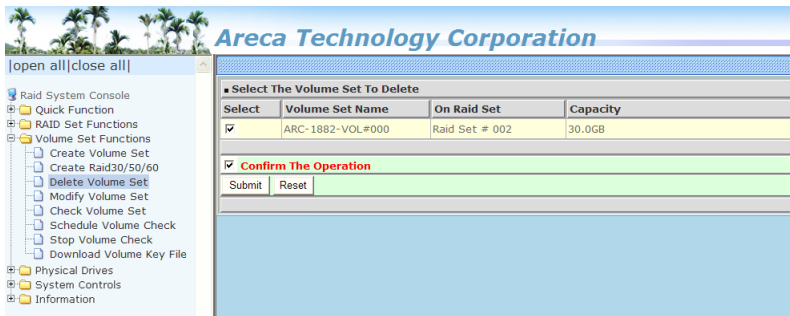 Areca Technology Corporation
|open all|close all|
Raid System Console
Quick Function
RAID Set Functions
Volume Set Functions
Create Volume Set
Create Raid30/50/60
Delete Volume Set
Modify Volume Set
Check Volume Set
Schedule Volume Check
Stop Volume Check
Download Volume Key File
Physical Drives
System Controls
Information
Select The Volume Set To Delete
Select Volume Set Name On Raid Set Capacity
ARC-1882-VOL#000 Raid Set # 002 30.0GB
Confirm The Operation
Submit Reset